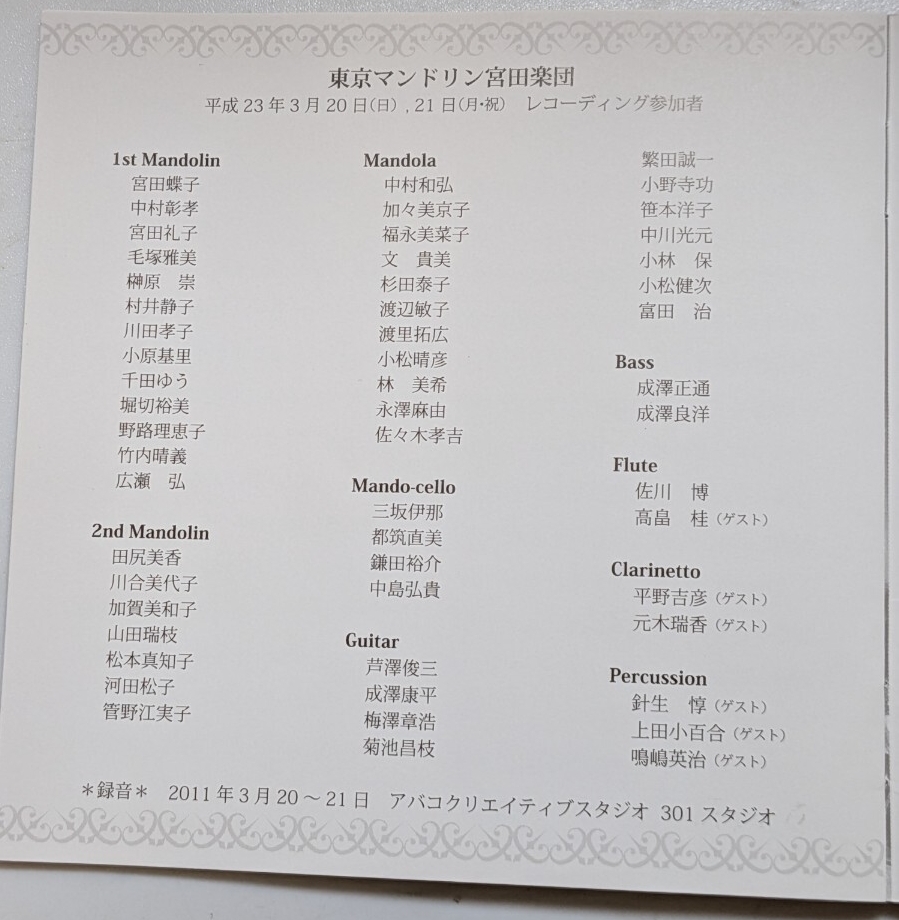 東京マンドリン宮田楽団
平成23年3月20日(日),21日(月・祝) レコーディング参加者
1st Mandolin
宮田蝶子
中村彰孝
宮田礼子
毛塚雅美
榊原　崇
村井静子
川田孝子
小原基里
千田ゆう
堀切裕美
野路理恵子
竹内晴義
広瀬　弘
2nd Mandolin
田尻美香
川合美代子
加賀美和子
山田瑞枝
松本真知子
河田松子
管野江実子
Mandola
中村和弘
加々美京子
福永美菜子
文　貴美
杉田泰子
渡辺敏子
渡里拓広
小松晴彦
林　美希
永澤麻由
佐々木孝吉
Mando-cello
三坂伊那
都筑直美
鎌田裕介
中島弘貴
Guitar
芦澤俊三
成澤康平
梅澤章浩
菊池昌枝
繁田誠一
小野寺功
笹本洋子
中川光元
小林　保
小松健次
富田　治
Bass
成澤正通
成澤良洋
Flute
佐川　博
高畠　桂（ゲスト）
Clarinetto
平野吉彦（ゲスト）
元木瑞香（ゲスト）
Percussion
針生　惇（ゲスト）
上田小百合（ゲスト）
鳴嶋英治（ゲスト）
＊録音＊　2011年3月20～21日　アバコクリエイティブスタジオ 301スタジオ